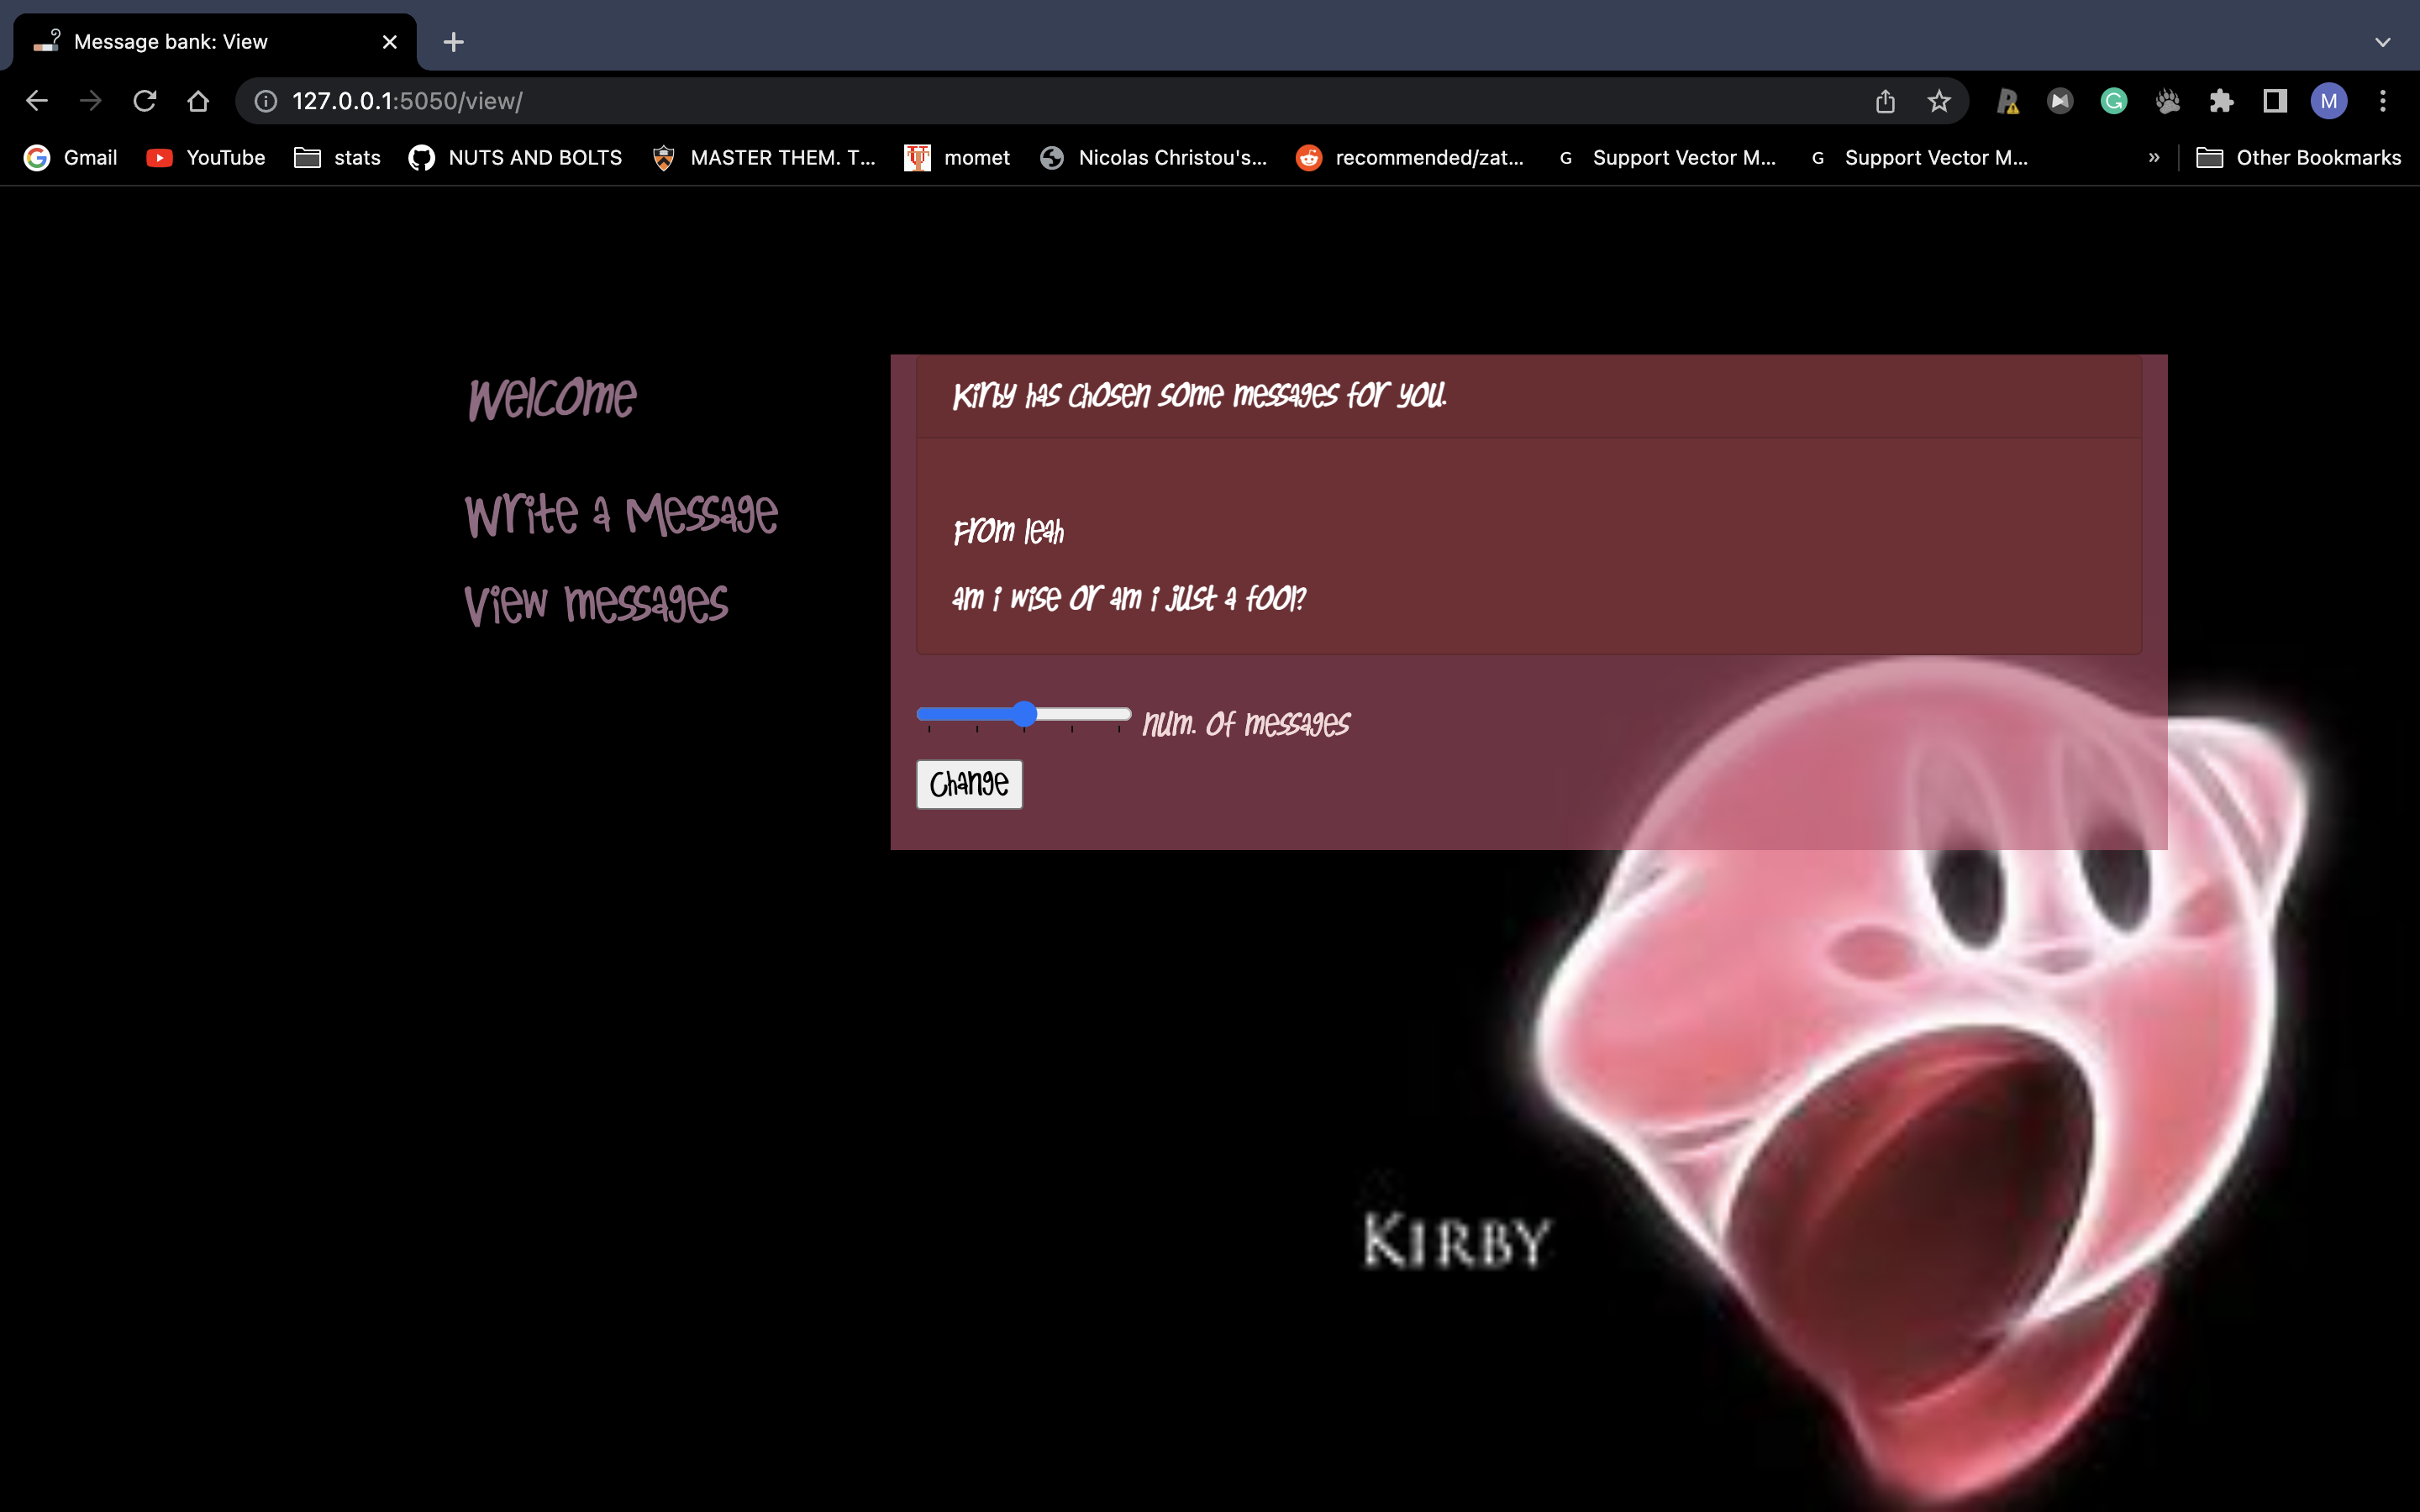 Message bank: View
127.0.0.1:5050/view/
M
Gmail YouTube stats NUTS AND BOLTS MASTER THEM. T... momet Nicolas Christou's... recommended/zat... Support Vector M... Support Vector M... » Other Bookmarks
Welcome
Write a Message
View messages
Kirby has chosen some messages for you.
From leah
am i wise or am i just a fool?
num. of messages
Change
KIRBY